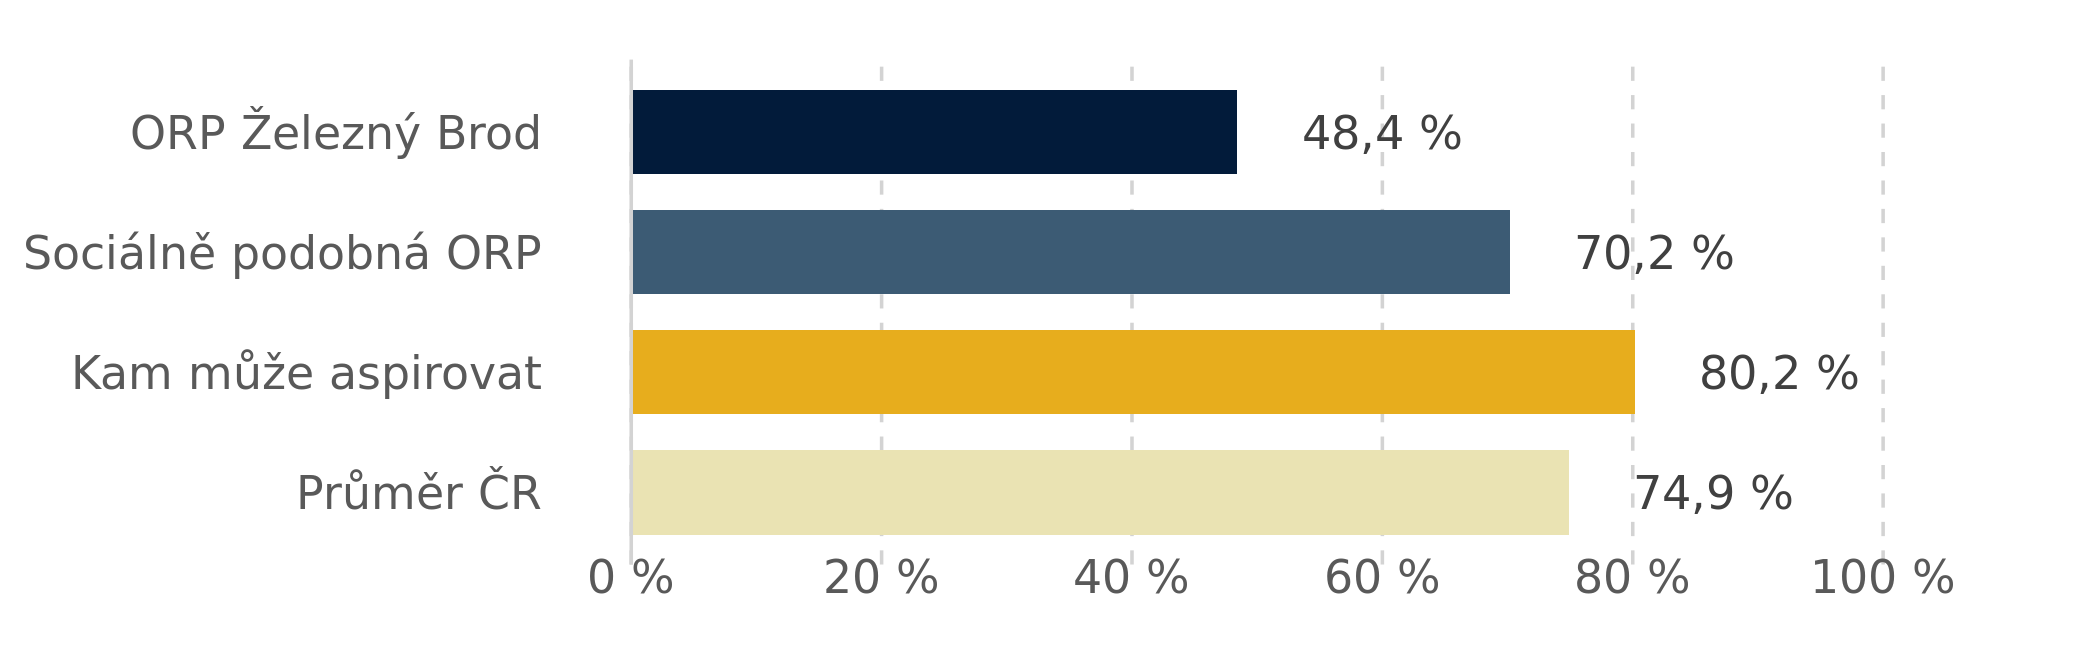 ORP Železný Brod 48,4 %
Sociálně podobná ORP 70,2 %
Kam může aspirovat 80,2 %
Průměr ČR 74,9 %
0 % 20 % 40 % 60 % 80 % 100 %